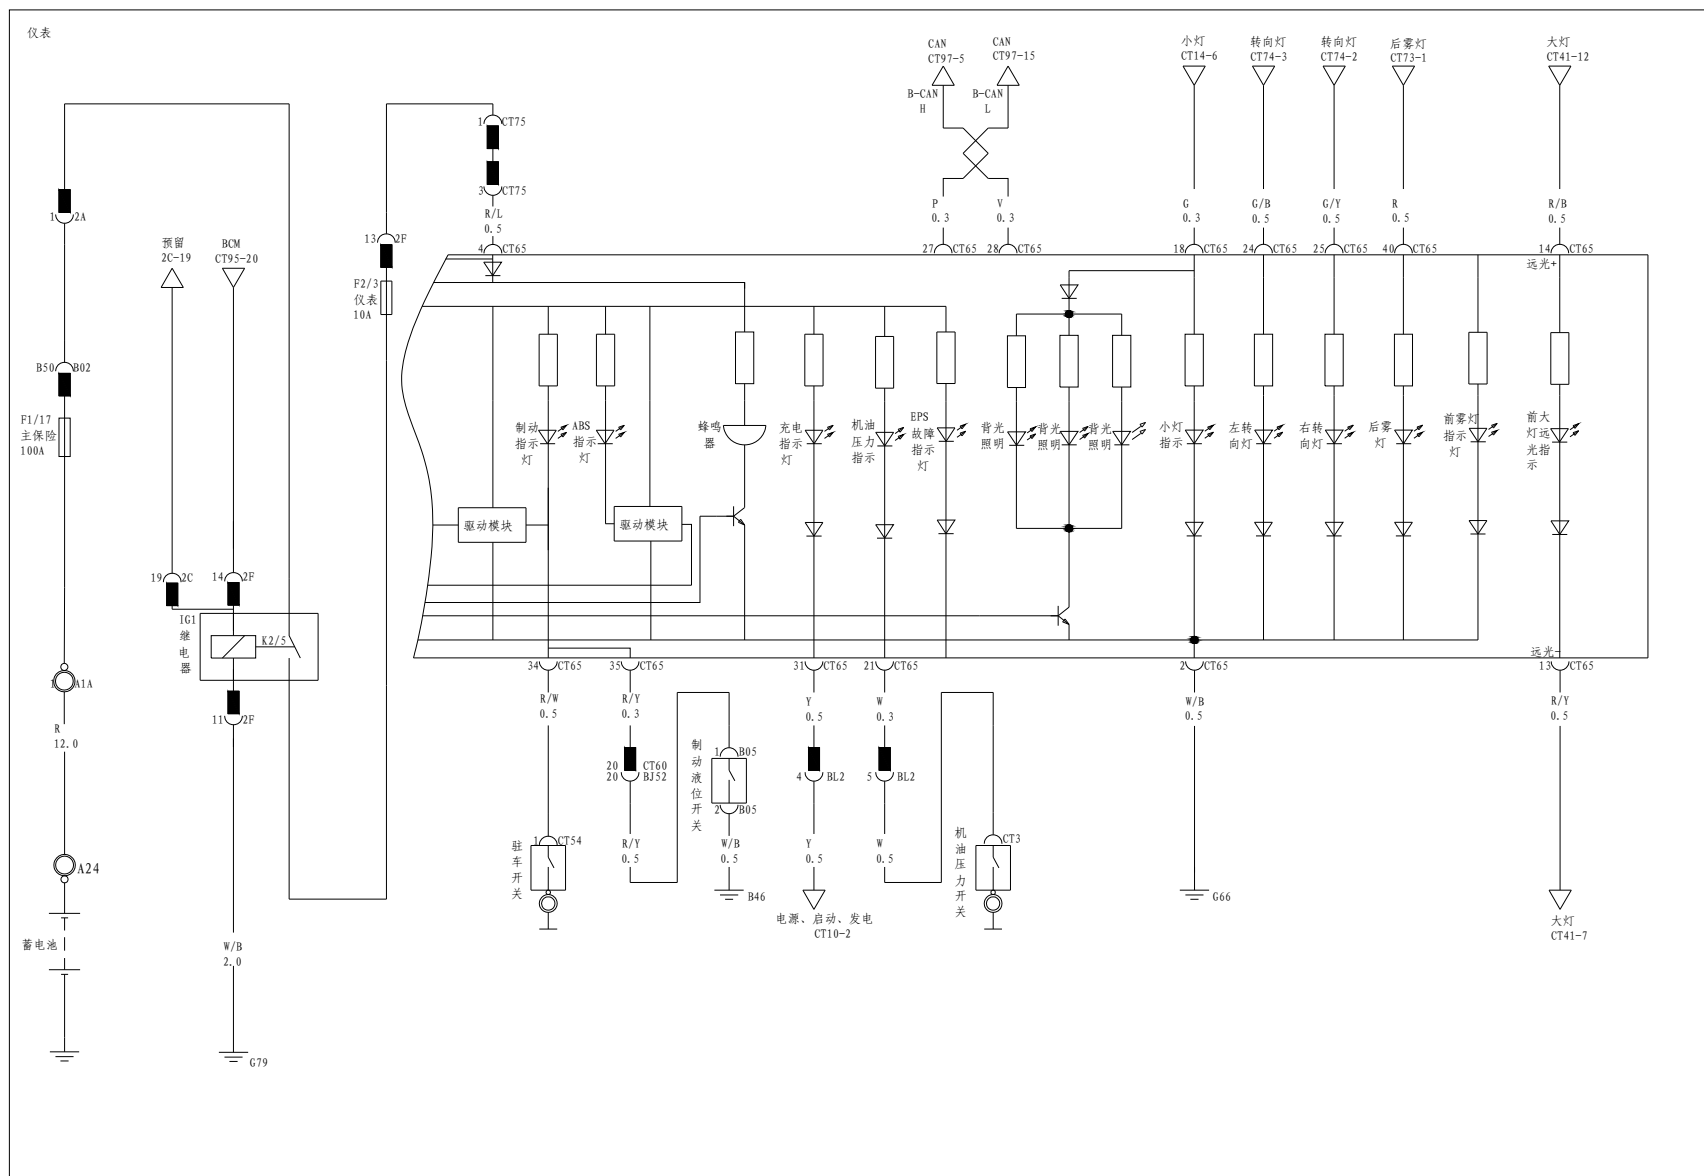 仪表
CAN
CT97-5
CAN
CT97-15
小灯
CT14-6
转向灯
CT74-3
转向灯
CT74-2
后雾灯
CT73-1
大灯
CT41-12
B-CAN
H
B-CAN
L
1 CT75
3 CT75
R/L
0.5
4 CT65
P
0.3
27 CT65
V
0.3
28 CT65
G
0.3
18 CT65
G/B
0.5
24 CT65
G/Y
0.5
25 CT65
R
0.5
40 CT65
R/B
0.5
14 CT65
远光+
1 2A
预留
2C-19
BCM
CT95-20
13 2F
F2/3
仪表
10A
B50 B02
F1/17
主保险
100A
制动
指示
灯
ABS
指示
灯
蜂鸣
器
充电
指示
灯
机油
压力
指示
EPS
故障
指示
灯
背光
照明
背光
照明
背光
照明
小灯
指示
左转
向灯
右转
向灯
后雾
灯
前雾灯
指示
灯
前大
灯远
光指
示
驱动模块
驱动模块
19 2C
14 2F
IG1
继
电
器
K2/5
11 2F
1 A1A
R
12.0
A24
蓄电池
W/B
2.0
G79
34 CT65
35 CT65
31 CT65
21 CT65
2 CT65
远光-
13 CT65
R/W
0.5
R/Y
0.3
Y
0.5
W
0.3
W/B
0.5
R/Y
0.5
20 CT60
20 BJ52
制
动
液
位
开
关
1 B05
2 B05
4 BL2
5 BL2
驻
车
开
关
1 CT54
R/Y
0.5
W/B
0.5
B46
Y
0.5
电源、启动、发电
CT10-2
W
0.5
机
油
压
力
开
关
CT3
G66
大灯
CT41-7